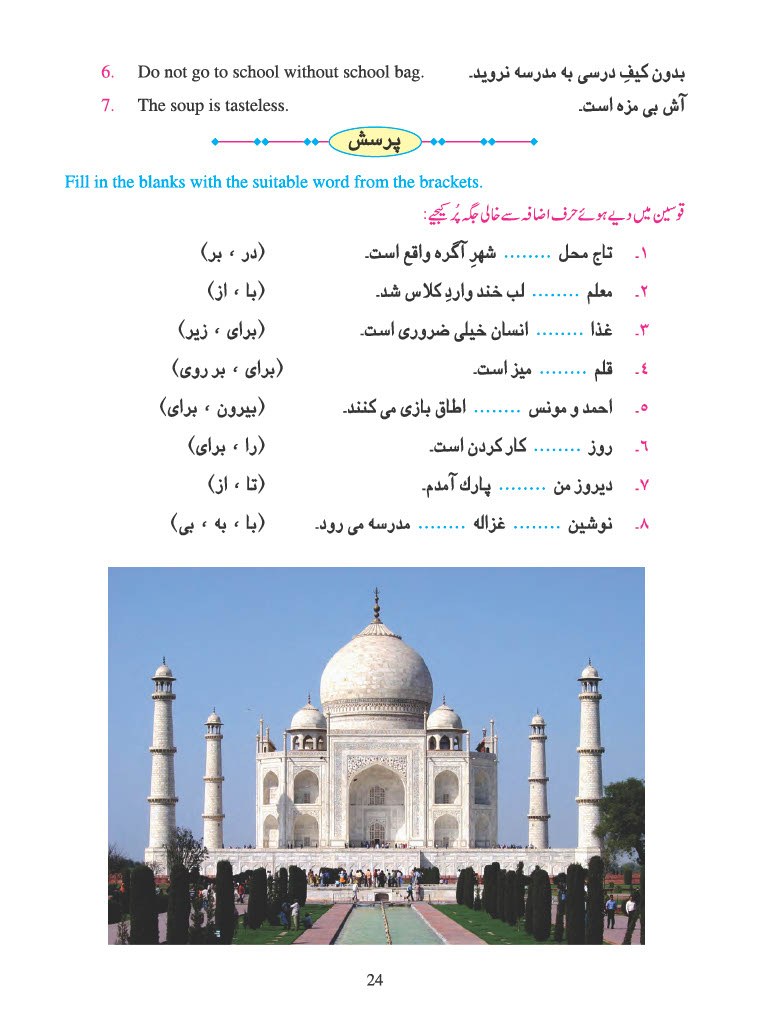 6. Do not go to school without school bag. بدون کیفِ درسی به مدرسه نروید۔
7. The soup is tasteless. آش بی مزه است۔
پرسش
Fill in the blanks with the suitable word from the brackets.
قوسین میں دیے ہوئے حرف اضافہ سے خالی جگہ پُر کیجیے:
۱۔ تاج محل ........ شهرِ آگره واقع است۔ (در ، بر)
۲۔ معلم ........ لب خند واردِ کلاس شد۔ (با ، از)
۳۔ غذا ........ انسان خیلی ضروری است۔ (برای ، زیر)
٤۔ قلم ........ میز است۔ (برای ، بر روی)
۵۔ احمد و مونس ........ اطاق بازی می کنند۔ (بیرون ، برای)
۶۔ روز ........ کار کردن است۔ (را ، برای)
۷۔ دیروز من ........ پارك آمدم۔ (تا ، از)
۸۔ نوشین ........ غزاله ........ مدرسه می رود۔ (با ، به ، بی)
24